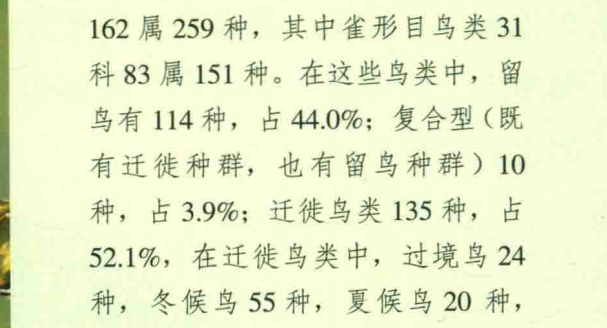 162 属 259 种，其中雀形目鸟类 31
科 83 属 151 种。在这些鸟类中，留
鸟有 114 种，占 44.0%；复合型（既
有迁徙种群，也有留鸟种群）10
种，占 3.9%；迁徙鸟类 135 种，占
52.1%，在迁徙鸟类中，过境鸟 24
种，冬候鸟 55 种，夏候鸟 20 种，